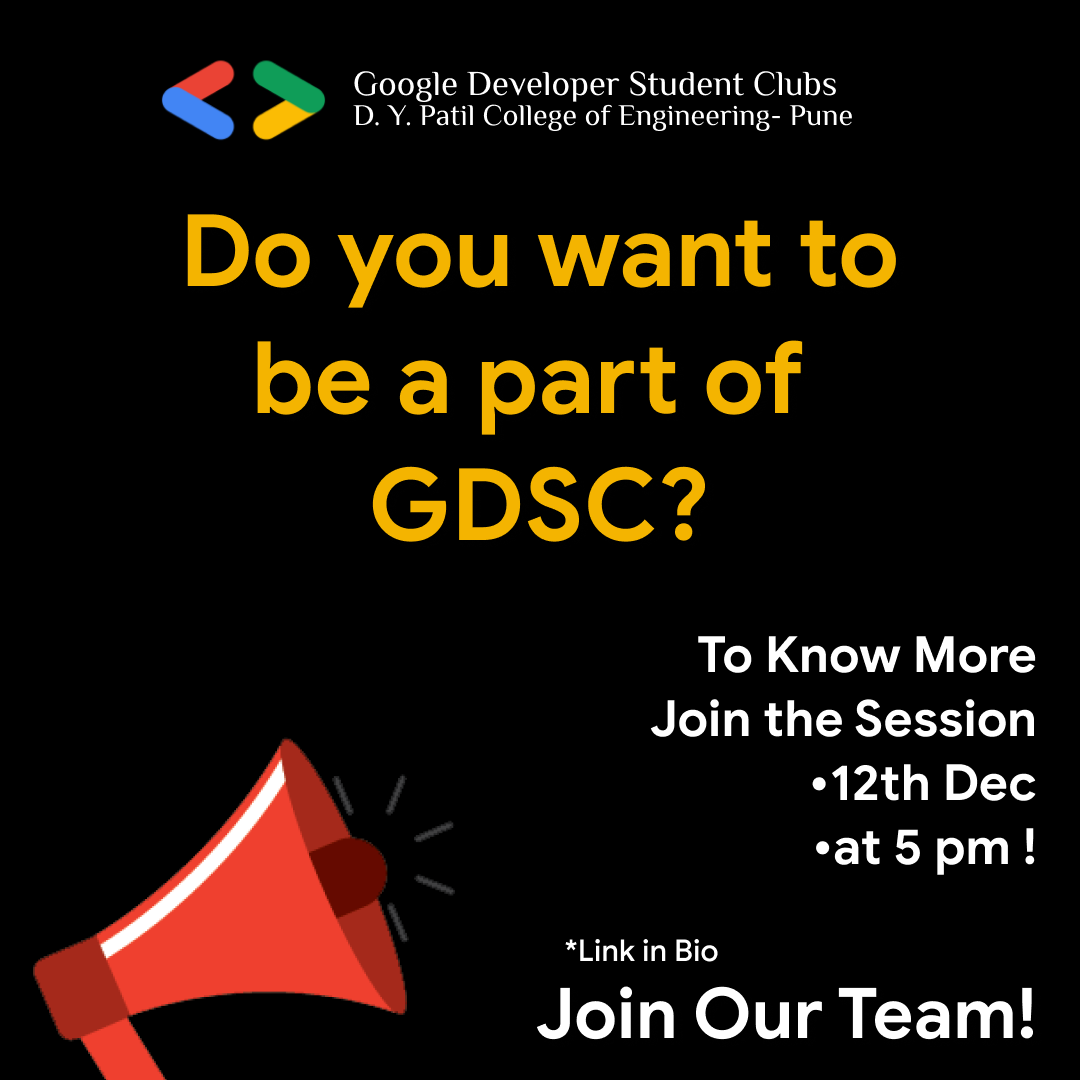 Google Developer Student Clubs
D. Y. Patil College of Engineering- Pune
Do you want to
be a part of
GDSC?
To Know More
Join the Session
•12th Dec
•at 5 pm !
*Link in Bio
Join Our Team!